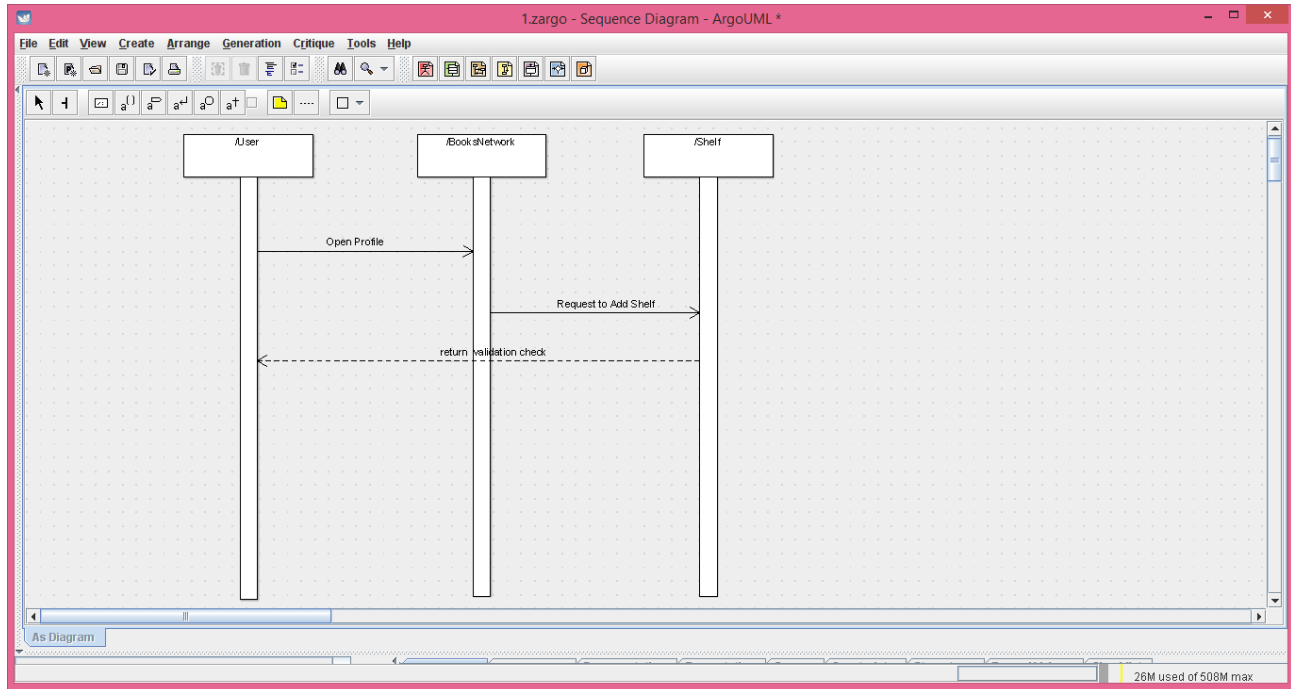 1.zargo - Sequence Diagram - ArgoUML *
File Edit View Create Arrange Generation Critique Tools Help
/User /BooksNetwork /Shelf
Open Profile
Request to Add Shelf
return validation check
As Diagram
26M used of 508M max